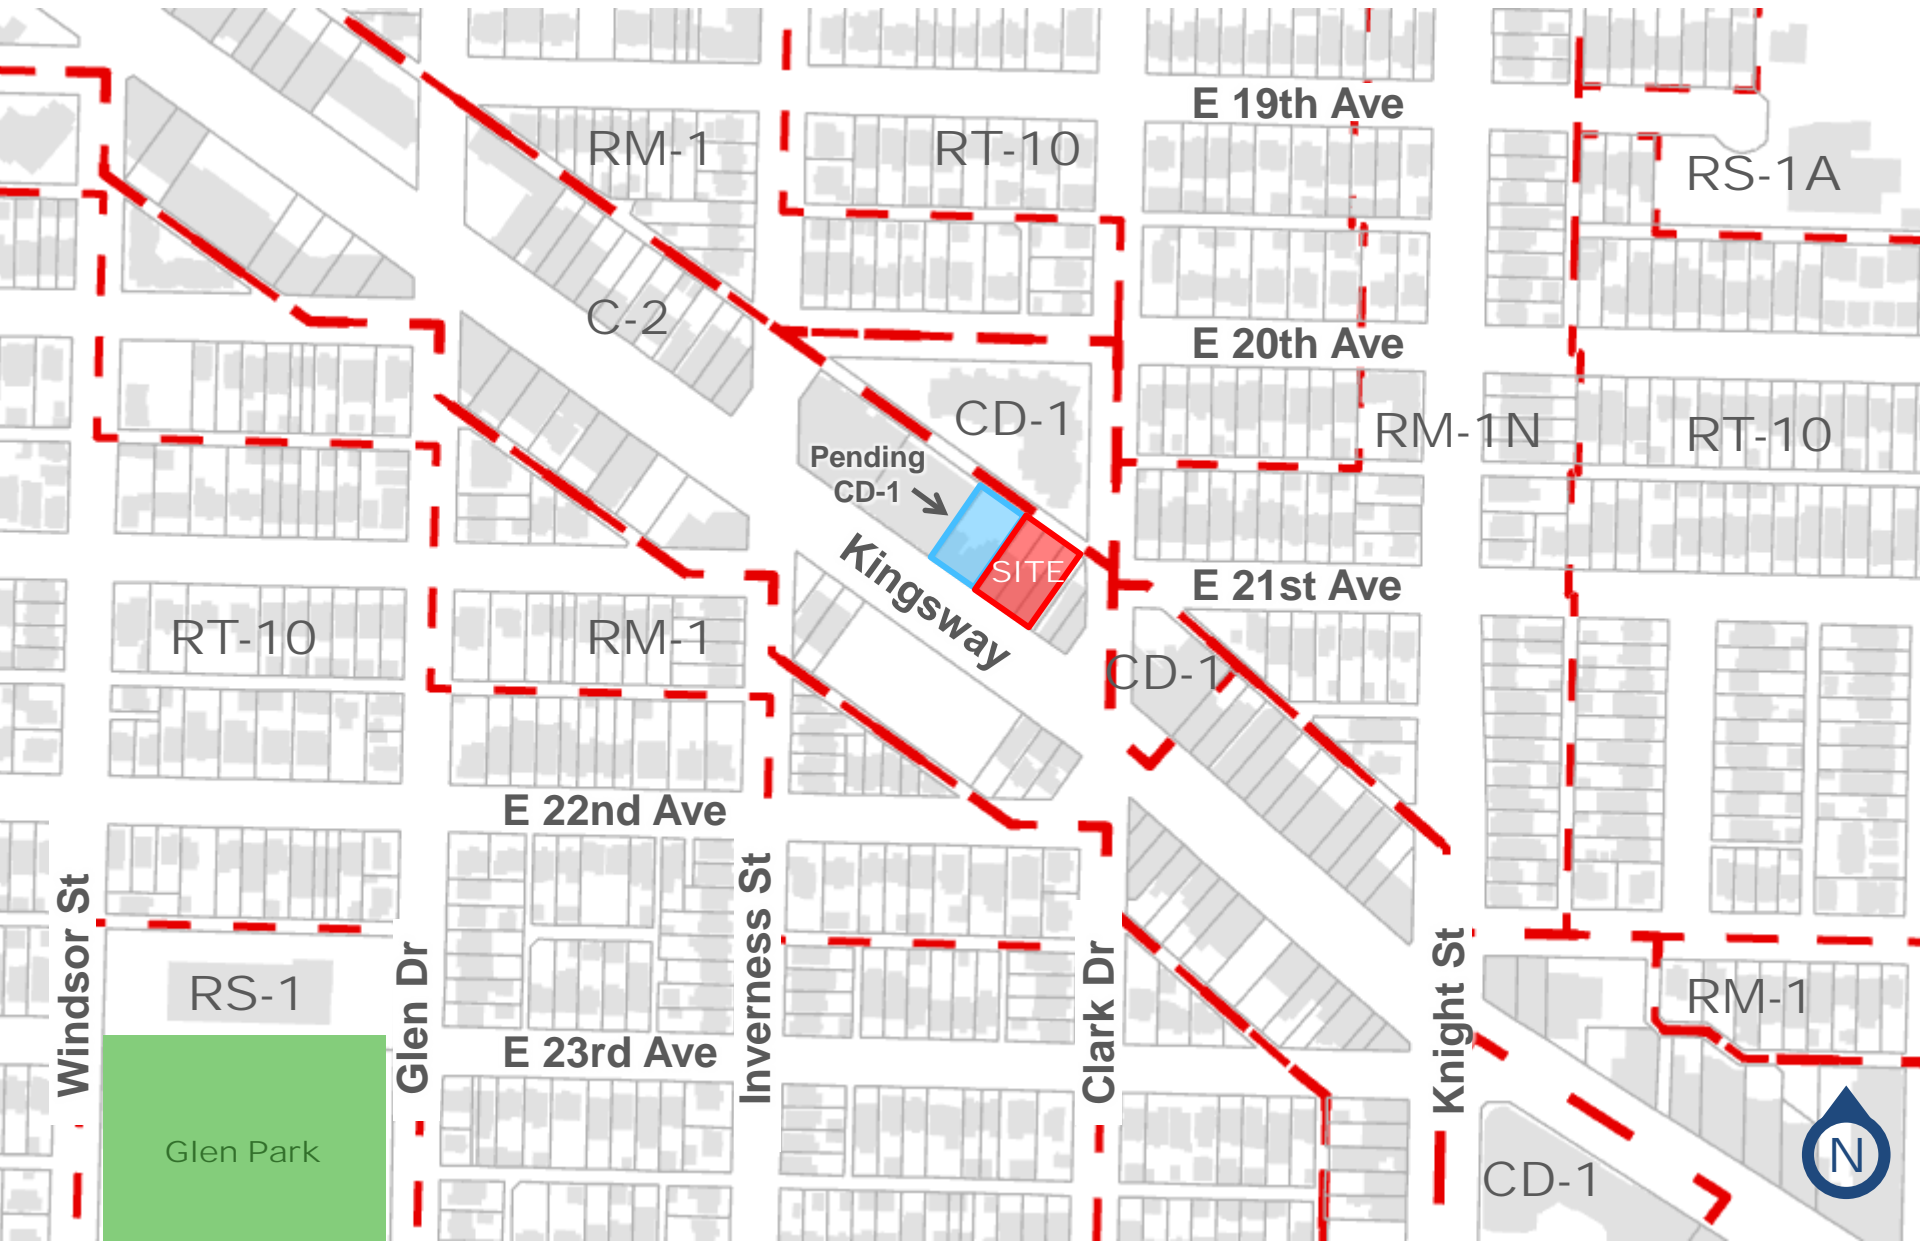 E 19th Ave
RM-1
RT-10
RS-1A
C-2
E 20th Ave
CD-1
RM-1N
RT-10
Pending
CD-1
Kingsway
SITE
E 21st Ave
RT-10
RM-1
CD-1
E 22nd Ave
Windsor St
Glen Dr
Inverness St
Clark Dr
Knight St
RS-1
RM-1
E 23rd Ave
Glen Park
CD-1
N